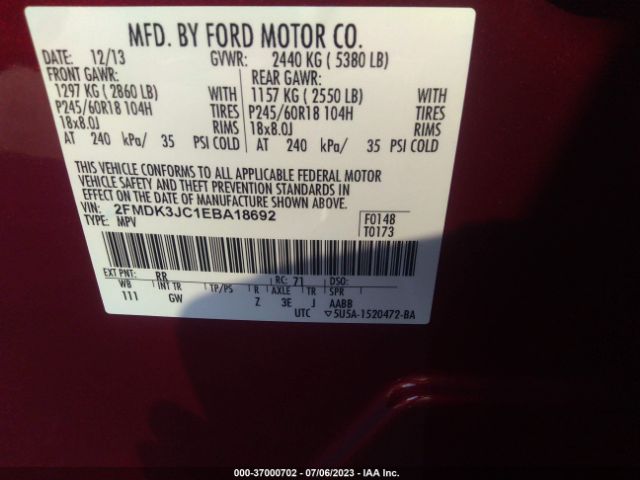 MFD. BY FORD MOTOR CO.
DATE: 12/13 GVWR: 2440 KG ( 5380 LB)
FRONT GAWR: REAR GAWR:
1297 KG ( 2860 LB) WITH 1157 KG ( 2550 LB) WITH
P245/60R18 104H TIRES P245/60R18 104H TIRES
18x8.0J RIMS 18x8.0J RIMS
AT 240 kPa/ 35 PSI COLD AT 240 kPa/ 35 PSI COLD
THIS VEHICLE CONFORMS TO ALL APPLICABLE FEDERAL MOTOR
VEHICLE SAFETY AND THEFT PREVENTION STANDARDS IN
EFFECT ON THE DATE OF MANUFACTURE SHOWN ABOVE.
VIN: 2FMDK3JC1EBA18692 F0148
TYPE: MPV T0173
EXT PNT: RR RC: 71 DSO:
WB INT TR TP/PS R AXLE TR SPR
111 GW Z 3E J AABB
UTC ▽5U5A-1520472-BA
000-37000702 - 07/06/2023 - IAA Inc.